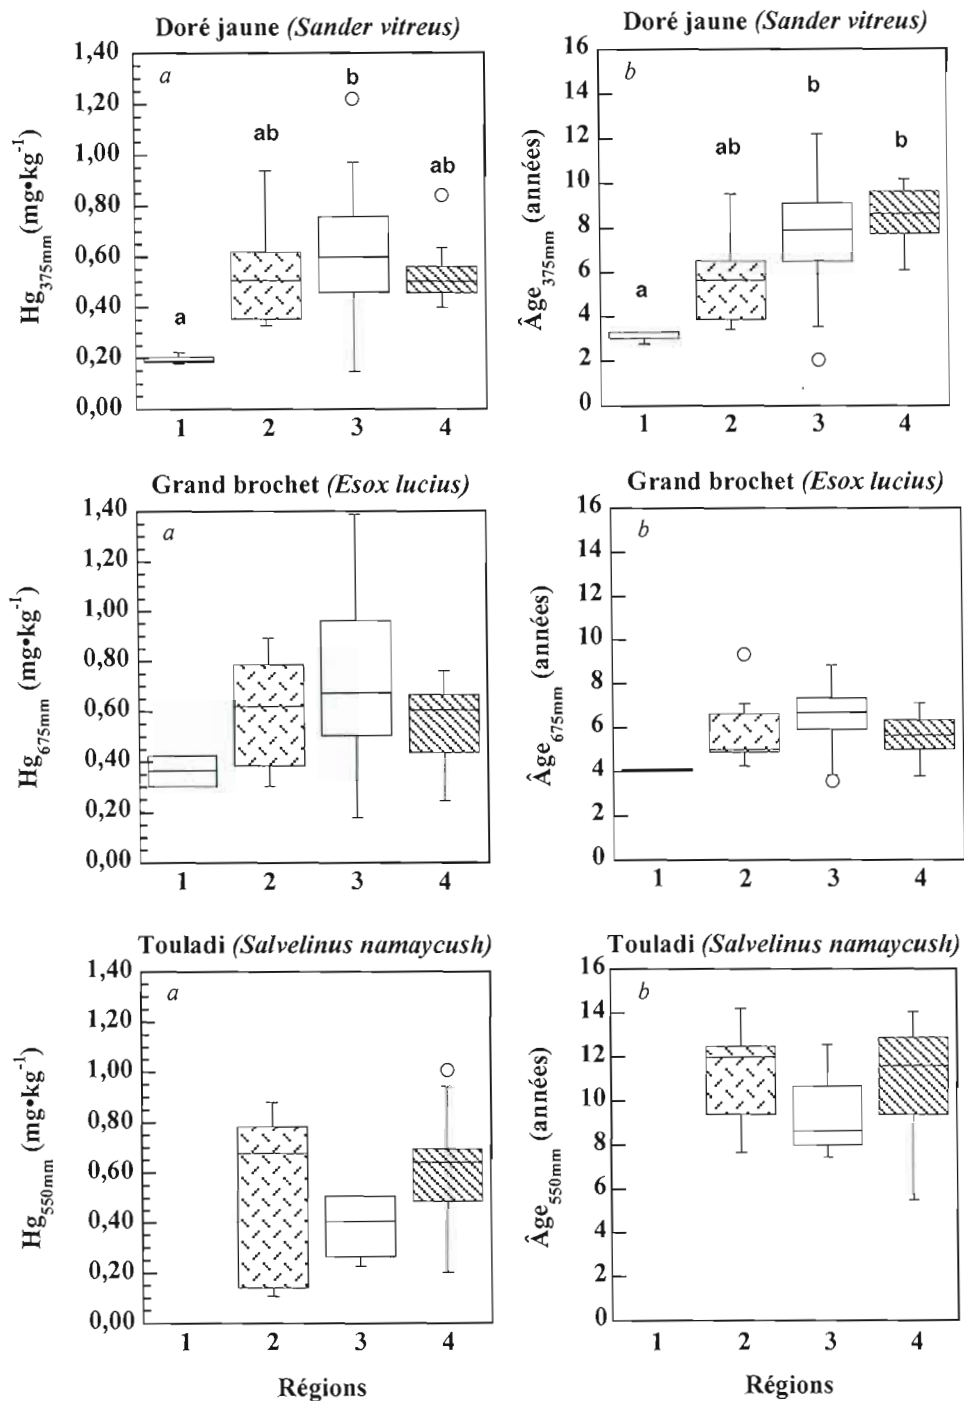 Doré jaune (Sander vitreus)
Hg375mm (mg•kg-1)
1,40
1,20
1,00
0,80
0,60
0,40
0,20
0,00
a
a
ab
b
ab
1 2 3 4
Doré jaune (Sander vitreus)
Âge375mm (années)
16
14
12
10
8
6
4
2
0
b
a
ab
b
b
1 2 3 4
Grand brochet (Esox lucius)
Hg675mm (mg•kg-1)
1,40
1,20
1,00
0,80
0,60
0,40
0,20
0,00
a
1 2 3 4
Grand brochet (Esox lucius)
Âge675mm (années)
16
14
12
10
8
6
4
2
0
b
1 2 3 4
Touladi (Salvelinus namaycush)
Hg550mm (mg•kg-1)
1,40
1,20
1,00
0,80
0,60
0,40
0,20
0,00
a
1 2 3 4
Régions
Touladi (Salvelinus namaycush)
Âge550mm (années)
16
14
12
10
8
6
4
2
0
b
1 2 3 4
Régions